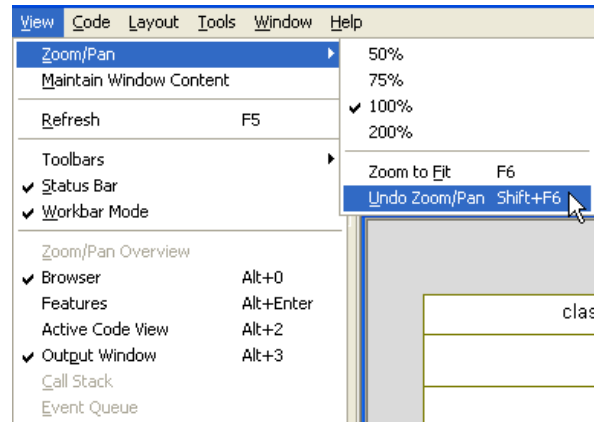 View Code Layout Tools Window Help
Zoom/Pan
Maintain Window Content
Refresh F5
Toolbars
Status Bar
Workbar Mode
Zoom/Pan Overview
Browser Alt+0
Features Alt+Enter
Active Code View Alt+2
Output Window Alt+3
Call Stack
Event Queue
50%
75%
100%
200%
Zoom to Fit F6
Undo Zoom/Pan Shift+F6
clas